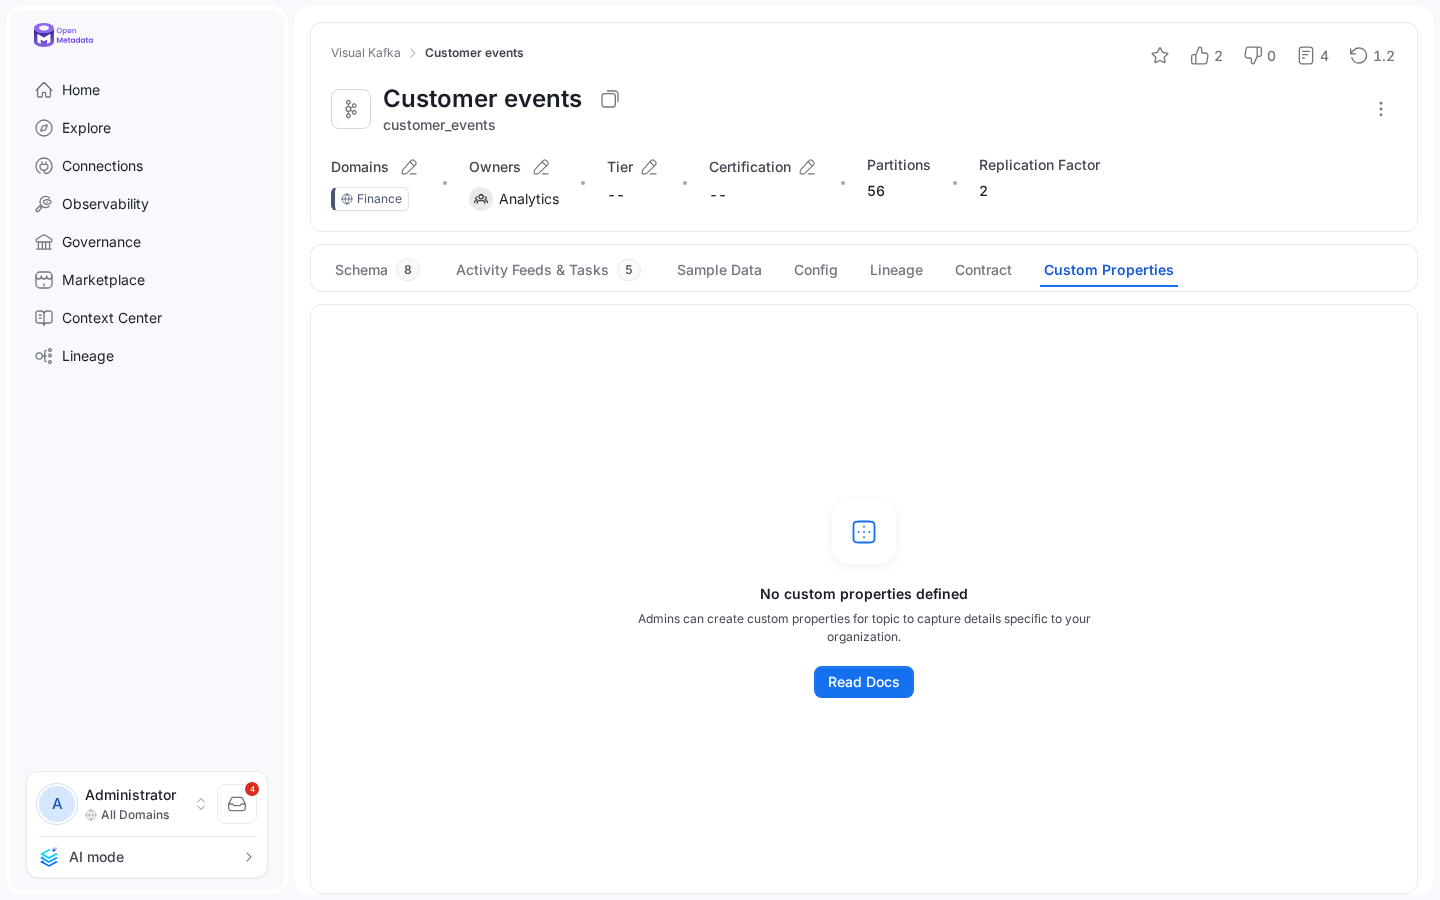 Open
Metadata
Home
Explore
Connections
Observability
Governance
Marketplace
Context Center
Lineage
A
Administrator
All Domains
4
AI mode
Visual Kafka
Customer events
2
0
4
1.2
Customer events
customer_events
Domains
Finance
Owners
Analytics
Tier
--
Certification
--
Partitions
56
Replication Factor
2
Schema 8
Activity Feeds & Tasks 5
Sample Data
Config
Lineage
Contract
Custom Properties
No custom properties defined
Admins can create custom properties for topic to capture details specific to your
organization.
Read Docs